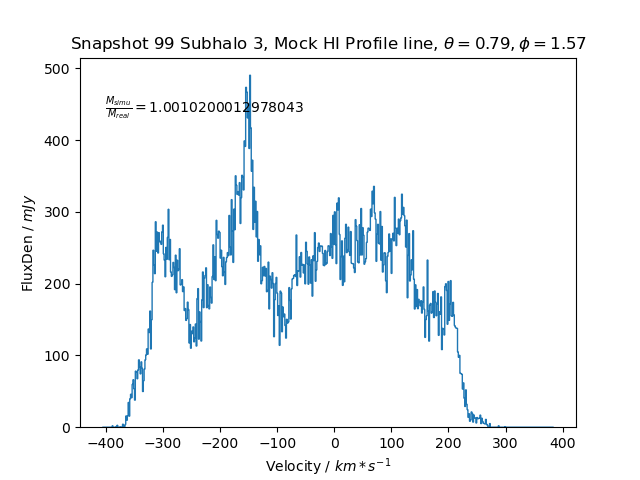 Snapshot 99 Subhalo 3, Mock HI Profile line, θ = 0.79, ϕ = 1.57
M_simu/M_real = 1.0010200012978043
FluxDen / mJy
500
400
300
200
100
0
−400 −300 −200 −100 0 100 200 300 400
Velocity / km * s⁻¹